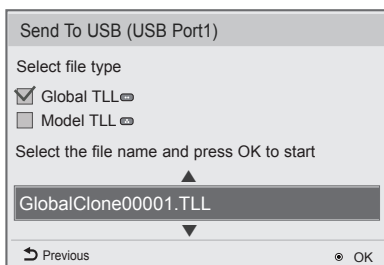 Send To USB (USB Port1)
Select file type
Global TLL
Model TLL
Select the file name and press OK to start
GlobalClone00001.TLL
Previous OK